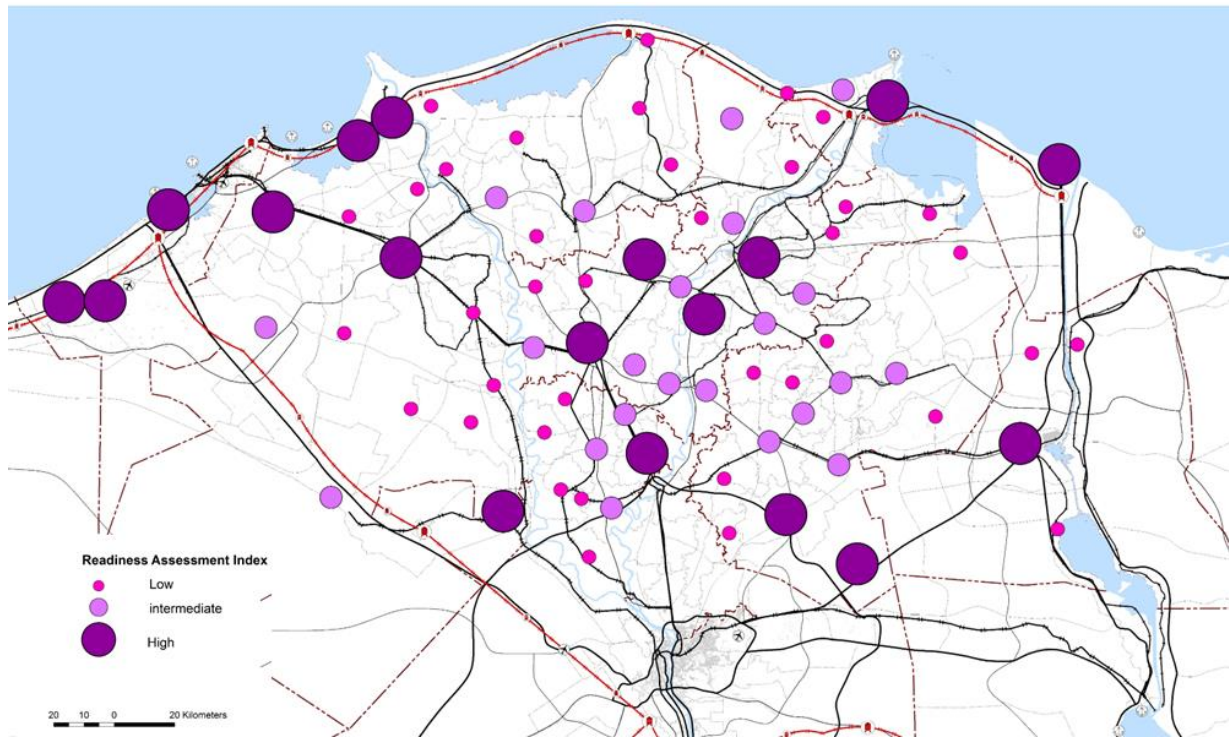 Readiness Assessment Index
Low
intermediate
High
20 10 0 20 Kilometers